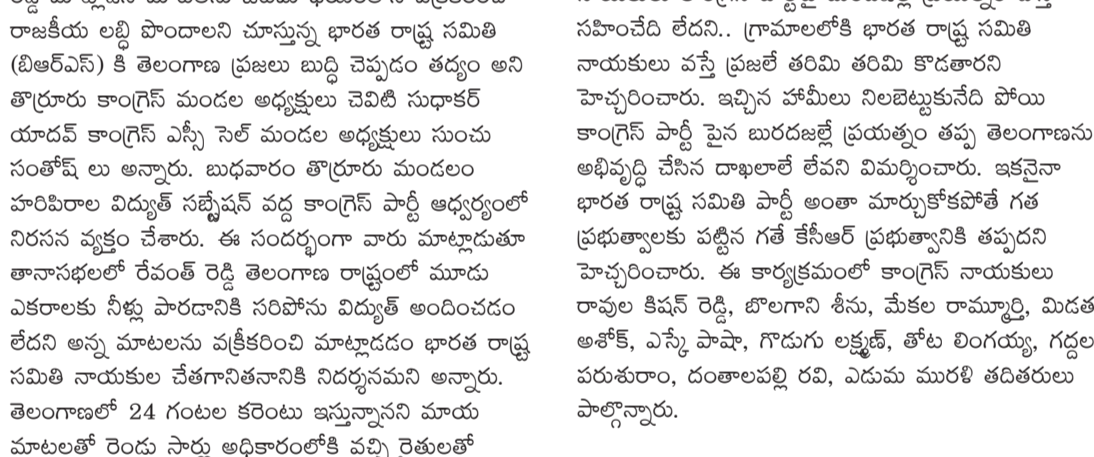 రాజకీయ లబ్ధి పొందాలని చూస్తున్న భారత రాష్ట్ర సమితి
(బిఆర్ఎస్) కి తెలంగాణ ప్రజలు బుద్ధి చెప్పడం తద్యం అని
తొర్రూరు కాంగ్రెస్ మండల అధ్యక్షులు చెవిటి సుధాకర్
యాదవ్ కాంగ్రెస్ ఎస్సీ సెల్ మండల అధ్యక్షులు సుంచు
సంతోష్ లు అన్నారు. బుధవారం తొర్రూరు మండలం
హరిపిరాల విద్యుత్ సబ్స్టేషన్ వద్ద కాంగ్రెస్ పార్టీ ఆధ్వర్యంలో
నిరసన వ్యక్తం చేశారు. ఈ సందర్భంగా వారు మాట్లాడుతూ
తానాసభలలో రేవంత్ రెడ్డి తెలంగాణ రాష్ట్రంలో మూడు
ఎకరాలకు నీళ్లు పారడానికి సరిపోను విద్యుత్ అందించడం
లేదని అన్న మాటలను వక్రీకరించి మాట్లాడడం భారత రాష్ట్ర
సమితి నాయకుల చేతగానితనానికి నిదర్శనమని అన్నారు.
తెలంగాణలో 24 గంటల కరెంటు ఇస్తున్నానని మాయ
మాటలతో రెండు సార్లు అధికారంలోకి వచ్చి రైతులతో
సహించేది లేదని.. గ్రామాలలోకి భారత రాష్ట్ర సమితి
నాయకులు వస్తే ప్రజలే తరిమి తరిమి కొడతారని
హెచ్చరించారు. ఇచ్చిన హామీలు నిలబెట్టుకునేది పోయి
కాంగ్రెస్ పార్టీ పైన బురదజల్లే ప్రయత్నం తప్ప తెలంగాణను
అభివృద్ధి చేసిన దాఖలాలే లేవని విమర్శించారు. ఇకనైనా
భారత రాష్ట్ర సమితి పార్టీ అంతా మార్చుకోకపోతే గత
ప్రభుత్వాలకు పట్టిన గతే కేసీఆర్ ప్రభుత్వానికి తప్పదని
హెచ్చరించారు. ఈ కార్యక్రమంలో కాంగ్రెస్ నాయకులు
రావుల కిషన్ రెడ్డి, బొలగాని శీను, మేకల రామ్మూర్తి, మిడత
అశోక్, ఎస్కే పాషా, గొడుగు లక్ష్మణ్, తోట లింగయ్య, గద్దల
పరుశురాం, దంతాలపల్లి రవి, ఎడుమ మురళి తదితరులు
పాల్గొన్నారు.